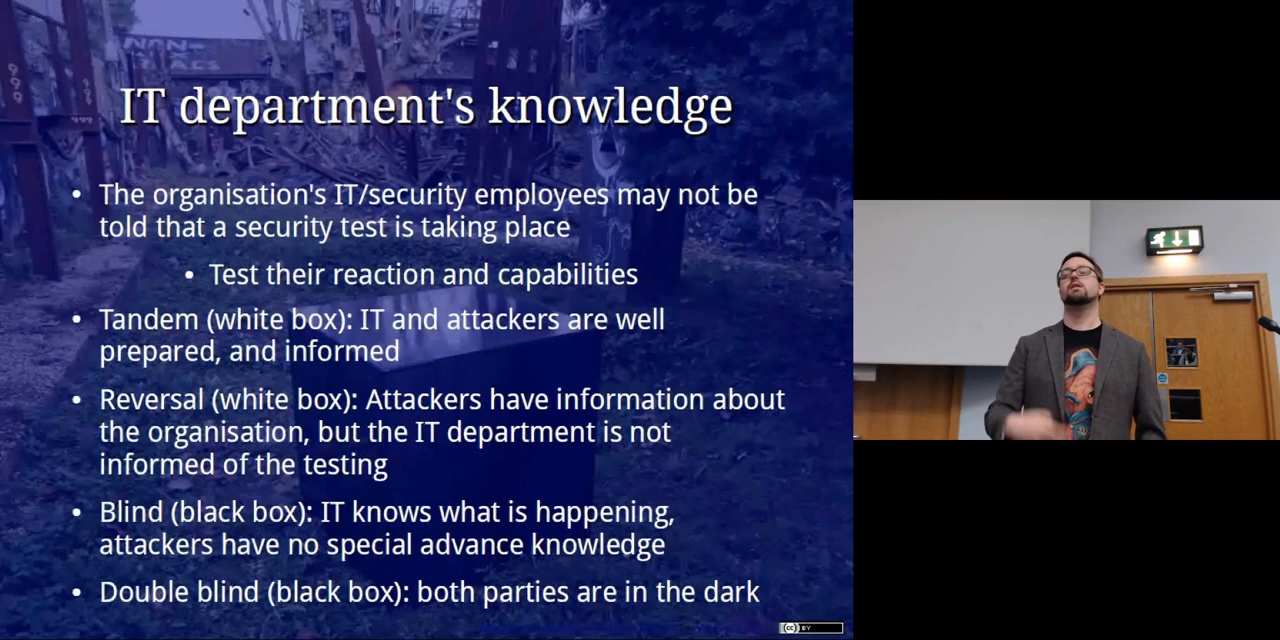 IT department's knowledge
• The organisation's IT/security employees may not be
told that a security test is taking place
• Test their reaction and capabilities
• Tandem (white box): IT and attackers are well
prepared, and informed
• Reversal (white box): Attackers have information about
the organisation, but the IT department is not
informed of the testing
• Blind (black box): IT knows what is happening,
attackers have no special advance knowledge
• Double blind (black box): both parties are in the dark
cc BY